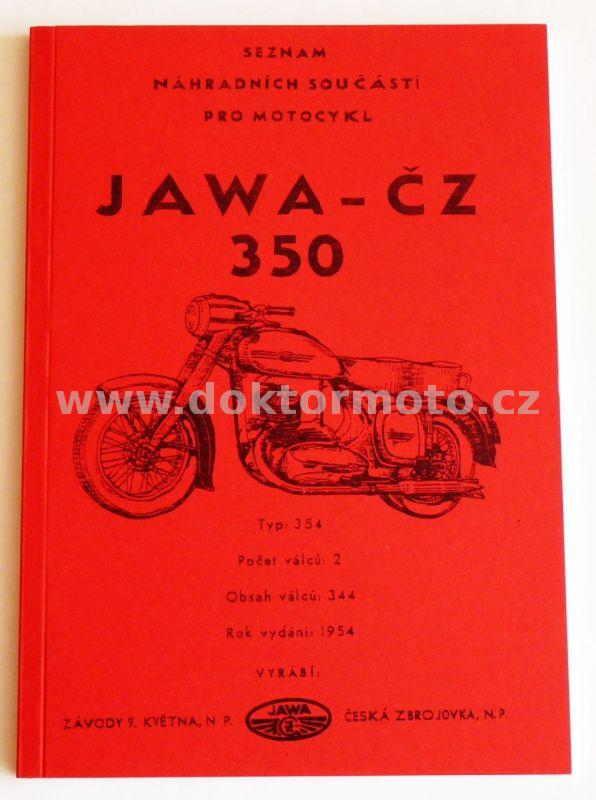 SEZNAM
NÁHRADNÍCH SOUČÁSTÍ
PRO MOTOCYKL
JAWA-ČZ
350
www.doktormoto.cz
Typ: 354
Počet válců: 2
Obsah válců: 344
Rok vydání: 1954
VYRÁBÍ:
ZÁVODY 9. KVĚTNA, N P. JAWA ČZ ČESKÁ ZBROJOVKA, N. P.